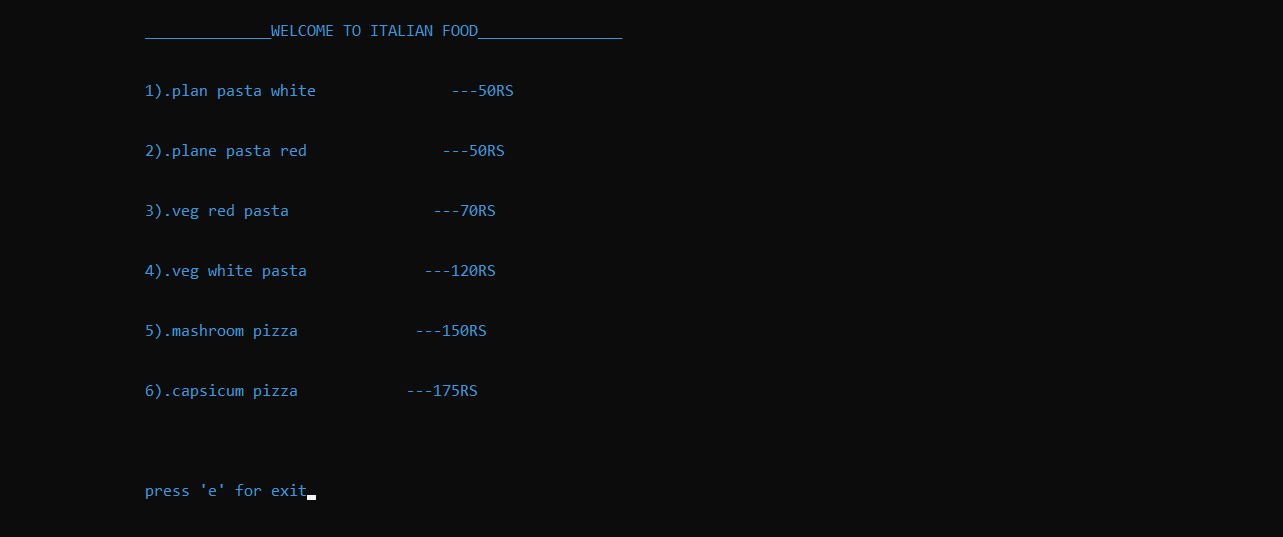 ______________WELCOME TO ITALIAN FOOD________________
1).plan pasta white               ---50RS
2).plane pasta red               ---50RS
3).veg red pasta                ---70RS
4).veg white pasta             ---120RS
5).mashroom pizza             ---150RS
6).capsicum pizza            ---175RS
press 'e' for exit